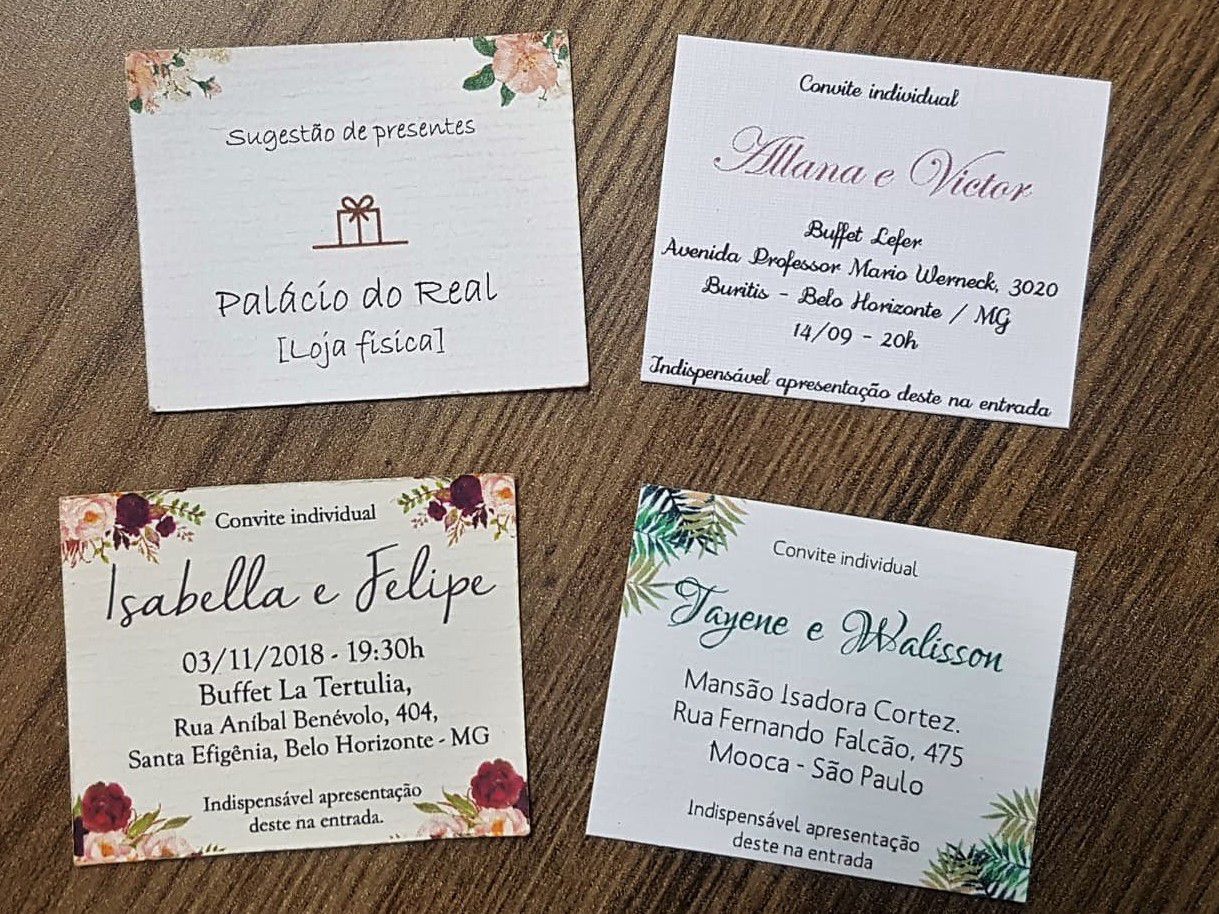 Sugestão de presentes
Palácio do Real
[Loja física]
Convite individual
Allana e Victor
Buffet Lefer
Avenida Professor Mario Werneck, 3020
Buritis - Belo Horizonte / MG
14/09 - 20h
Indispensável apresentação deste na entrada
Convite individual
Isabella e Felipe
03/11/2018 - 19:30h
Buffet La Tertulia,
Rua Aníbal Benévolo, 404,
Santa Efigênia, Belo Horizonte - MG
Indispensável apresentação
deste na entrada.
Convite individual
Tayene e Walisson
Mansão Isadora Cortez.
Rua Fernando Falcão, 475
Mooca - São Paulo
Indispensável apresentação
deste na entrada